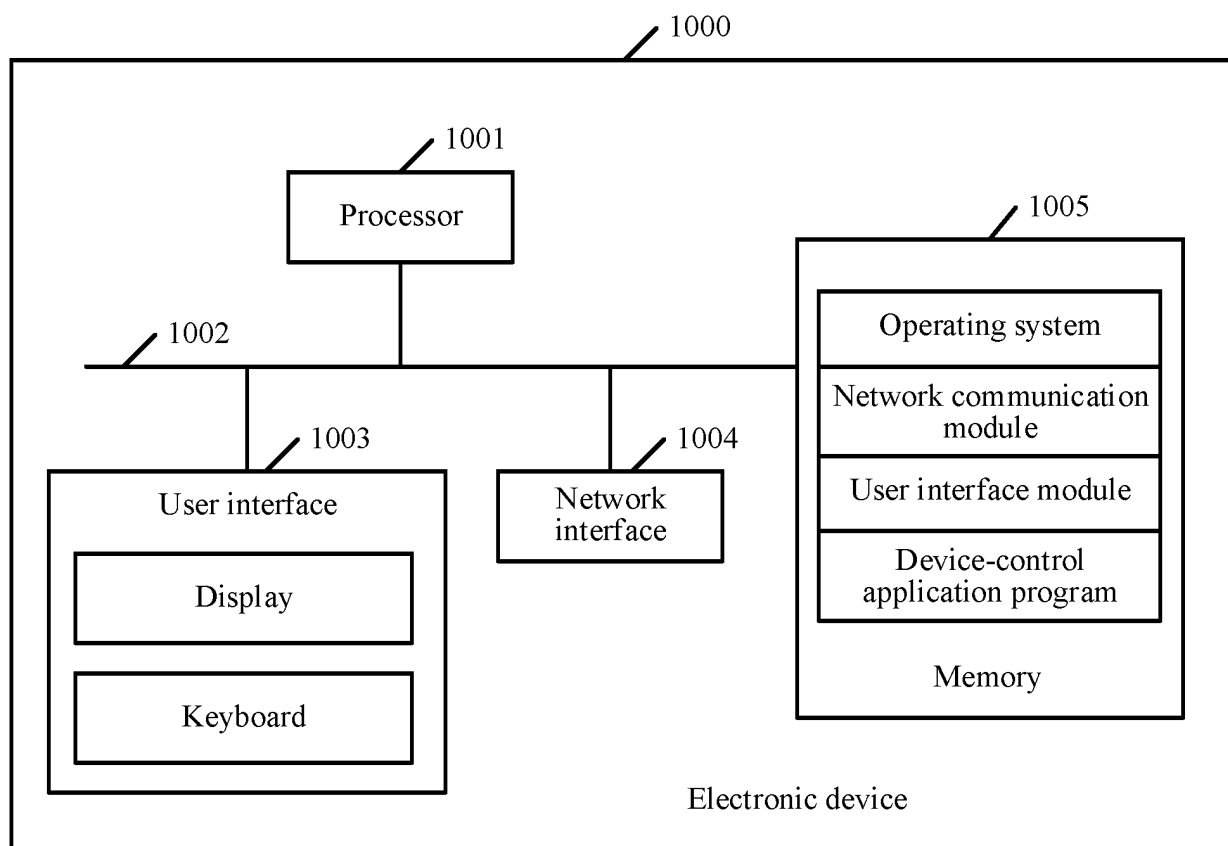 1000
1001
Processor
1005
Operating system
1002
Network communication
module
1003
1004
User interface
Network
interface
User interface module
Display
Device-control
application program
Memory
Keyboard
Electronic device